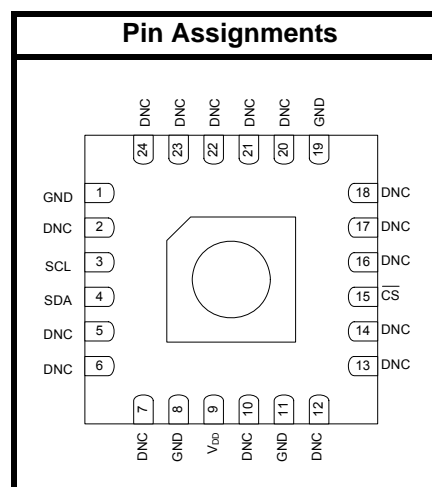 Pin Assignments
DNC DNC DNC DNC DNC GND
24 23 22 21 20 19
GND 1 18 DNC
DNC 2 17 DNC
SCL 3 16 DNC
SDA 4 15 C̅S̅
DNC 5 14 DNC
DNC 6 13 DNC
7 8 9 10 11 12
DNC GND VDD DNC GND DNC